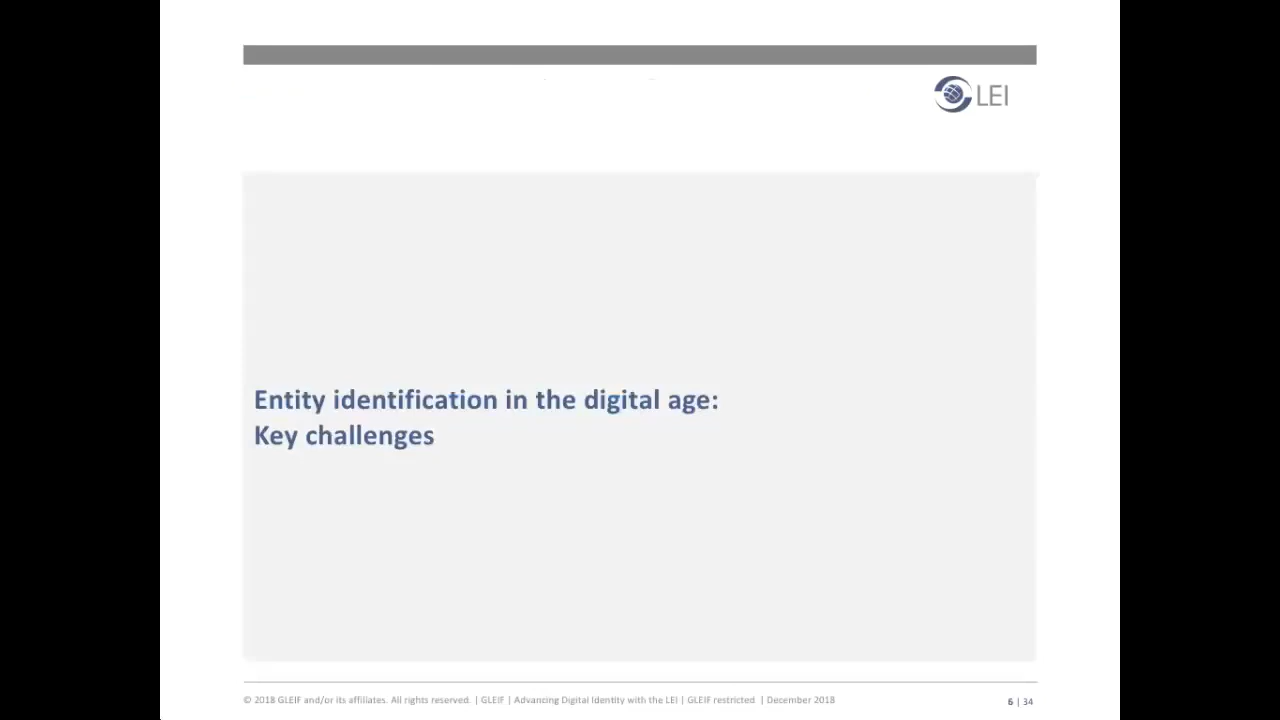 LEI
Entity identification in the digital age:
Key challenges
© 2018 GLEIF and/or its affiliates. All rights reserved. | GLEIF | Advancing Digital Identity with the LEI | GLEIF restricted | December 2018
6 | 34